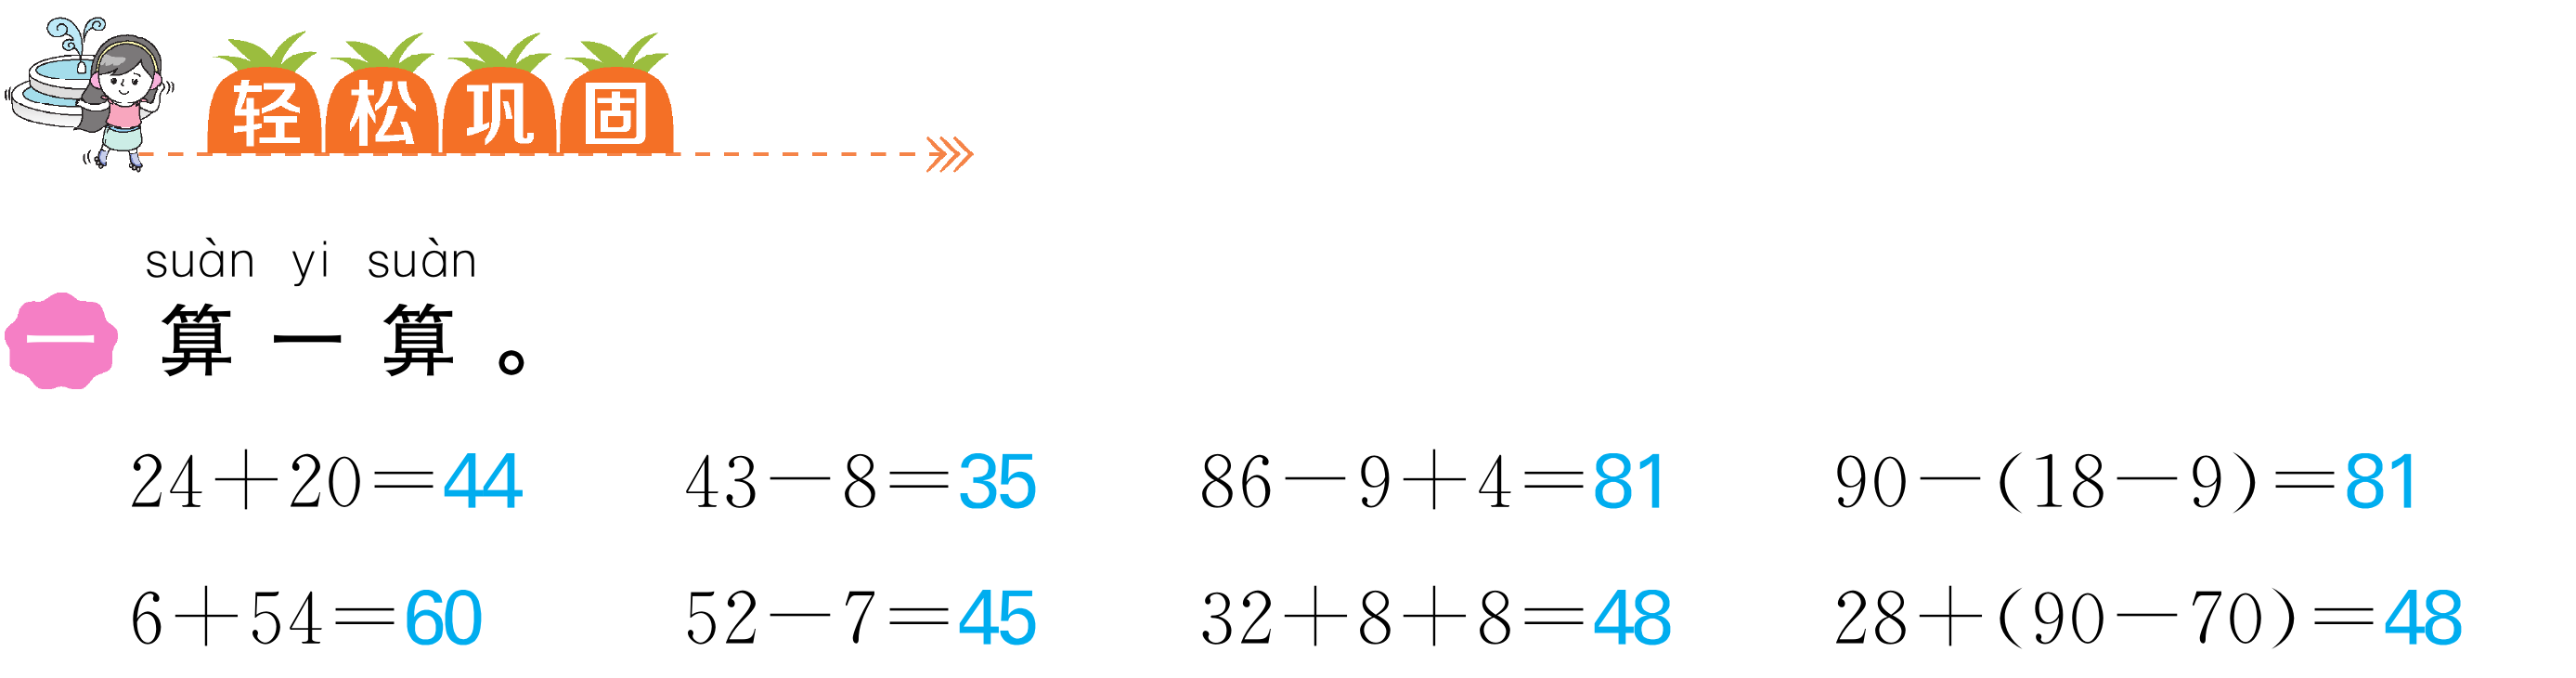 轻松巩固
suàn yi suàn
一 算一算。
24+20=44 43-8=35 86-9+4=81 90-(18-9)=81
6+54=60 52-7=45 32+8+8=48 28+(90-70)=48